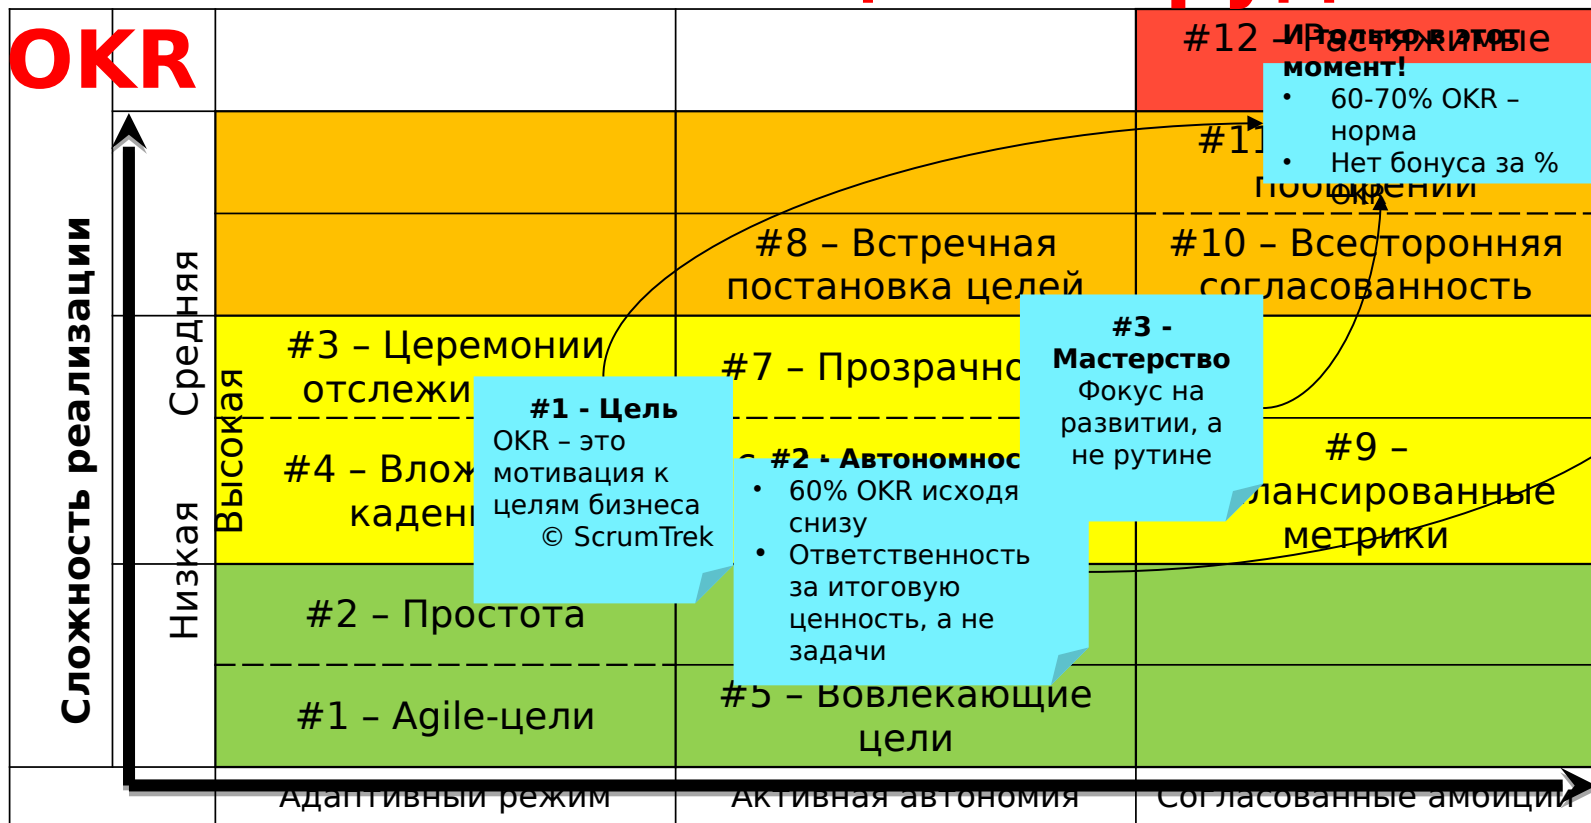 OKR
#12 – Растяжимые
И только в этот
момент!
• 60-70% OKR –
норма
• Нет бонуса за %
OKR
#11
поощрений
#8 – Встречная
постановка целей
#10 – Всесторонняя
согласованность
#3 – Церемонии
#7 –
#1 - Цель
OKR – это
мотивация к
целям бизнеса
© ScrumTrek
#3 -
Мастерство
Фокус на
развитии, а
не рутине
#4 –
#2 - Автономнос
• 60% OKR исходя
снизу
• Ответственность
за итоговую
ценность, а не
задачи
#9 –
лансированные
метрики
#2 – Простота
#1 – Agile-цели
#5 – Вовлекающие
цели
Сложность реализации
Средняя
Высокая
Низкая
Адаптивный режим
Активная автономия
Согласованные амбиции